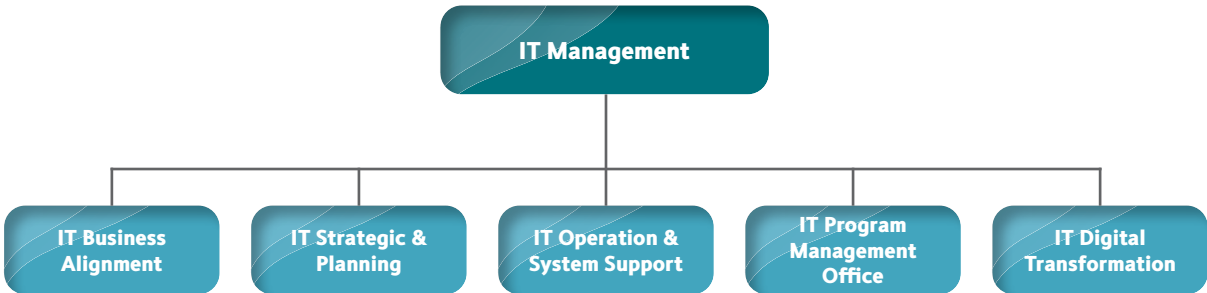 IT Management
IT Business
Alignment
IT Strategic &
Planning
IT Operation &
System Support
IT Program
Management
Office
IT Digital
Transformation